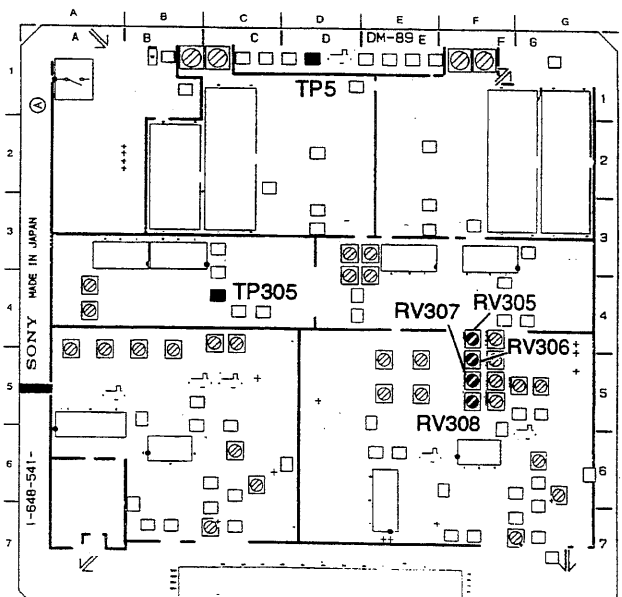 A B C D E F G
A B C D DM-89 E F G
1
TP5
1
A
2
2
3
3
TP305
4
RV307 RV305
4
RV306
5
5
RV308
6
6
7
7
SONY MADE IN JAPAN
1-648-541-